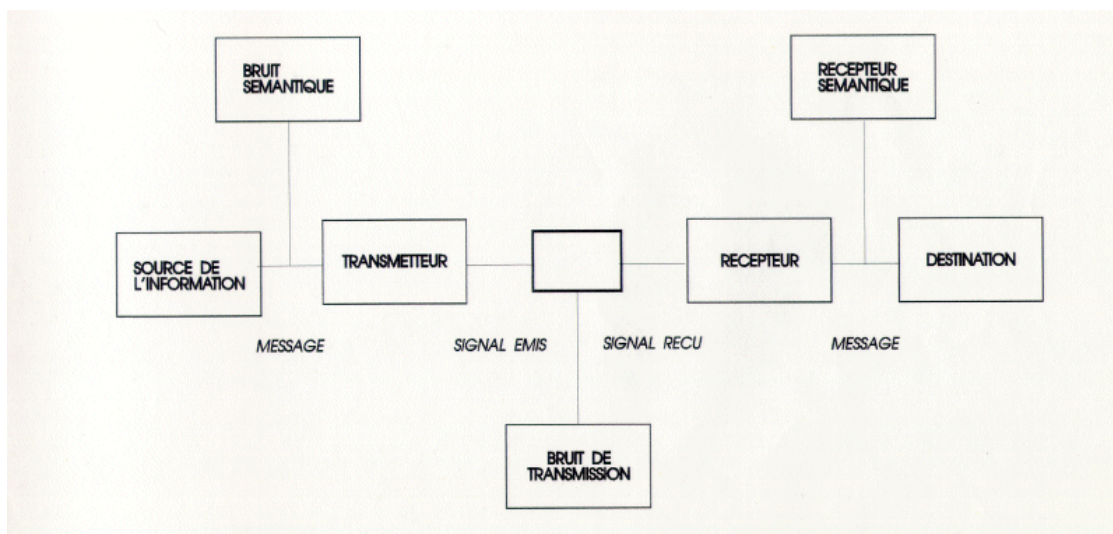 BRUIT
SEMANTIQUE
RECEPTEUR
SEMANTIQUE
SOURCE DE
L'INFORMATION
TRANSMETTEUR
RECEPTEUR
DESTINATION
MESSAGE
SIGNAL EMIS
SIGNAL RECU
MESSAGE
BRUIT DE
TRANSMISSION